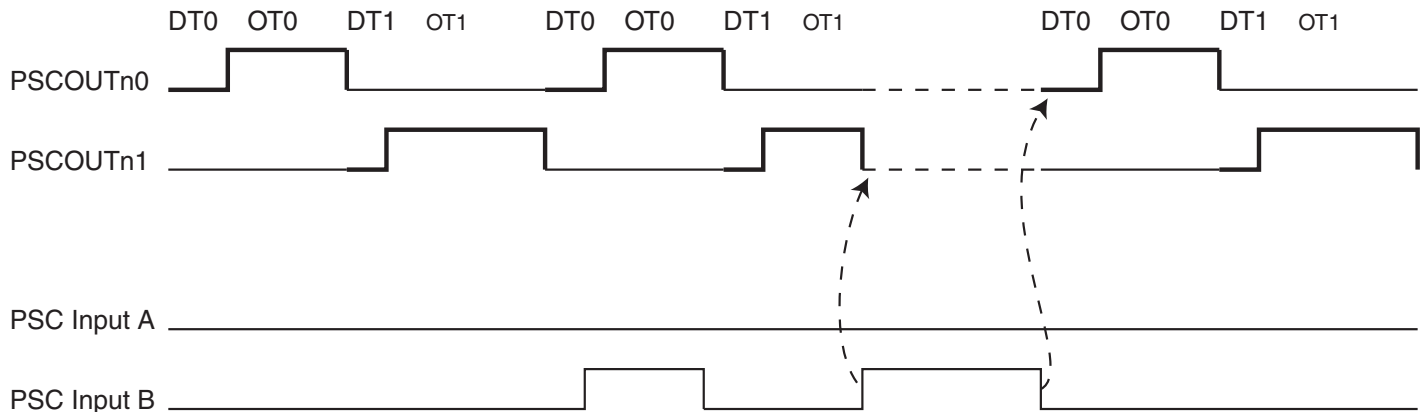 DT0 OT0 DT1 OT1 DT0 OT0 DT1 OT1 DT0 OT0 DT1 OT1
PSCOUTn0
PSCOUTn1
PSC Input A
PSC Input B